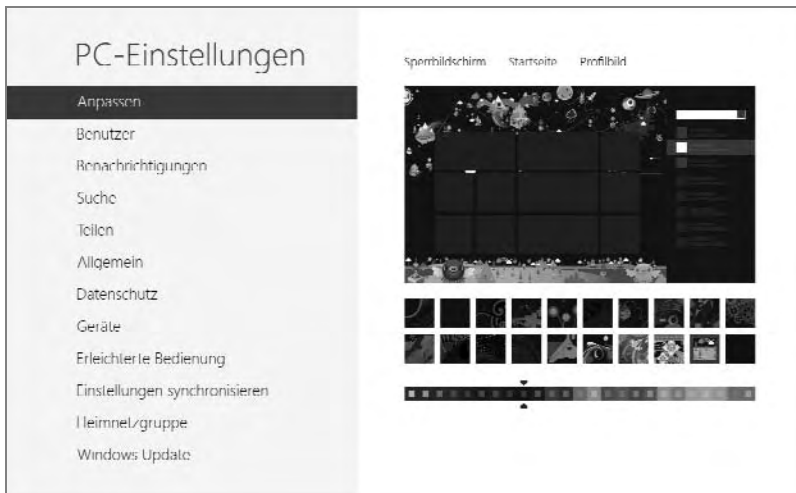 PC-Einstellungen
Anpassen
Benutzer
Benachrichtigungen
Suche
Teilen
Allgemein
Datenschutz
Geräte
Erleichterte Bedienung
Einstellungen synchronisieren
Heimnetzgruppe
Windows Update
Sperrbildschirm Startseite Profilbild